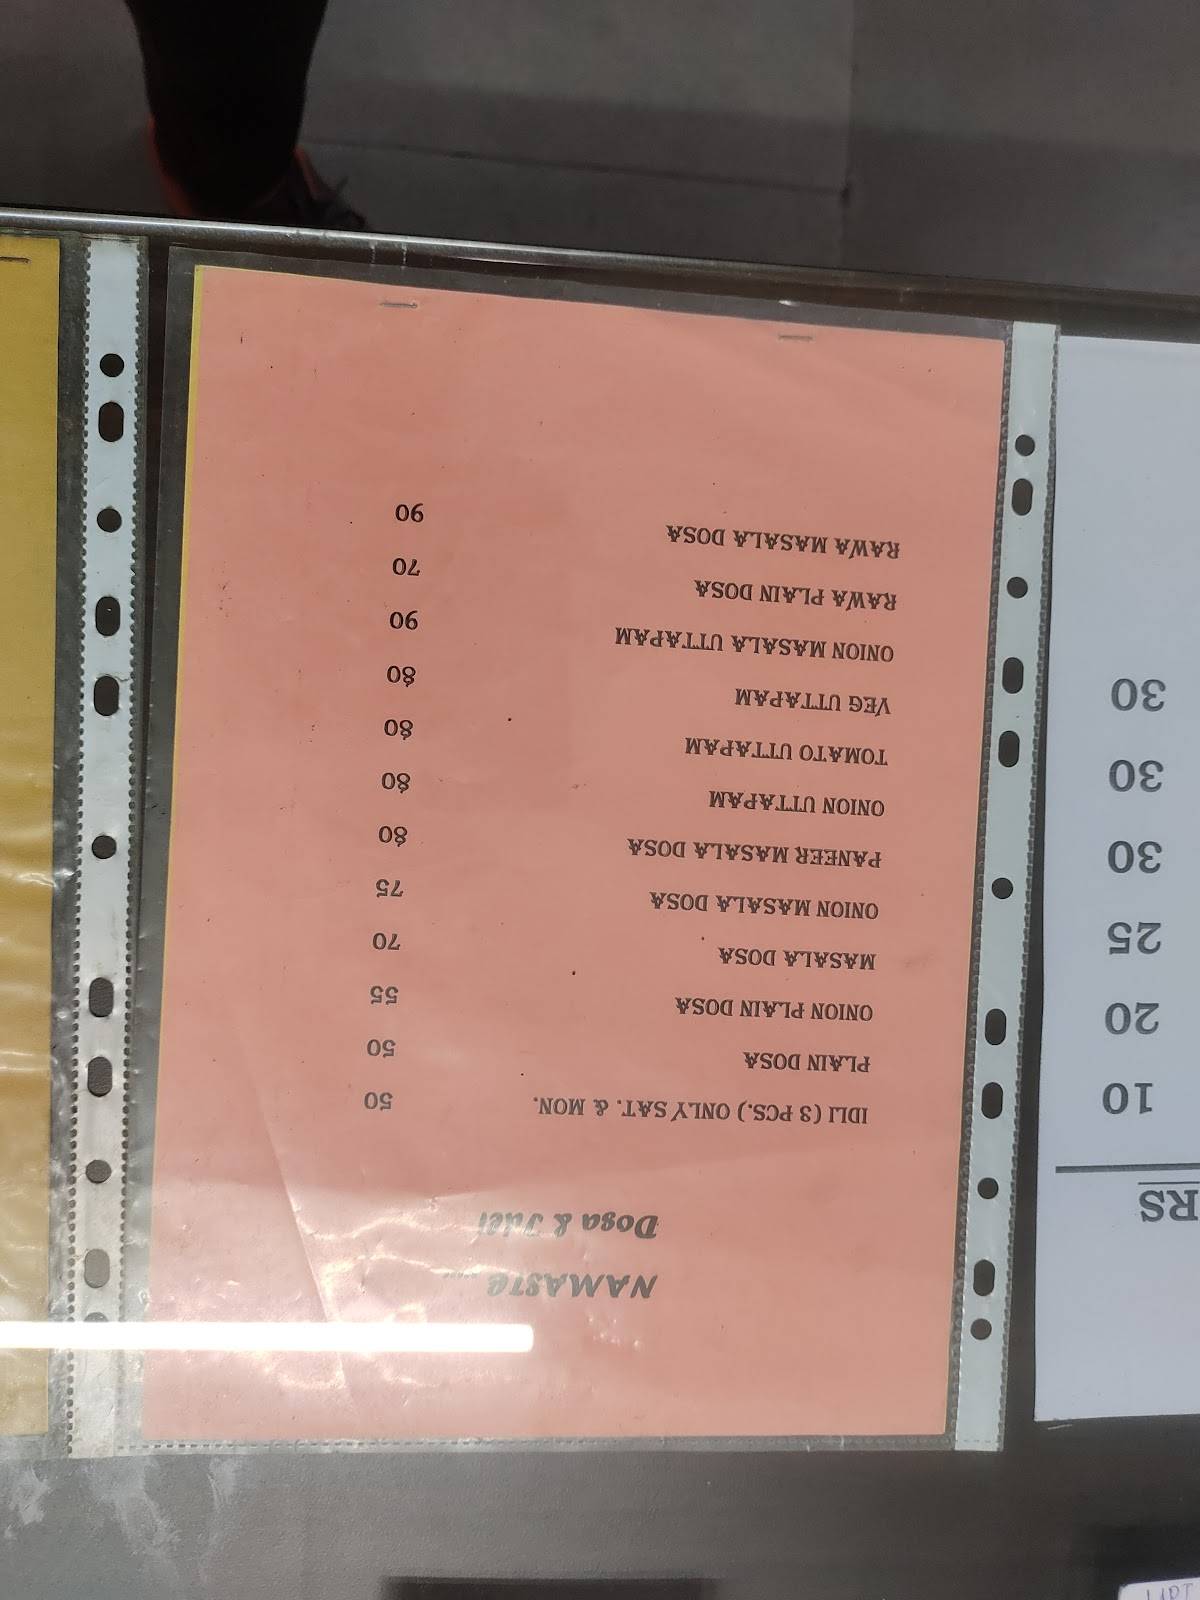 NAMASTE ....
Dosa & Idli
IDLI (3 PCS.) ONLY SAT. & MON. 50
PLAIN DOSA 50
ONION PLAIN DOSA 55
MASALA DOSA 70
ONION MASALA DOSA 75
PANEER MASALA DOSA 80
ONION UTTAPAM 80
TOMATO UTTAPAM 80
VEG UTTAPAM 80
ONION MASALA UTTAPAM 90
RAWA PLAIN DOSA 70
RAWA MASALA DOSA 90
RS
10
20
25
30
30
30